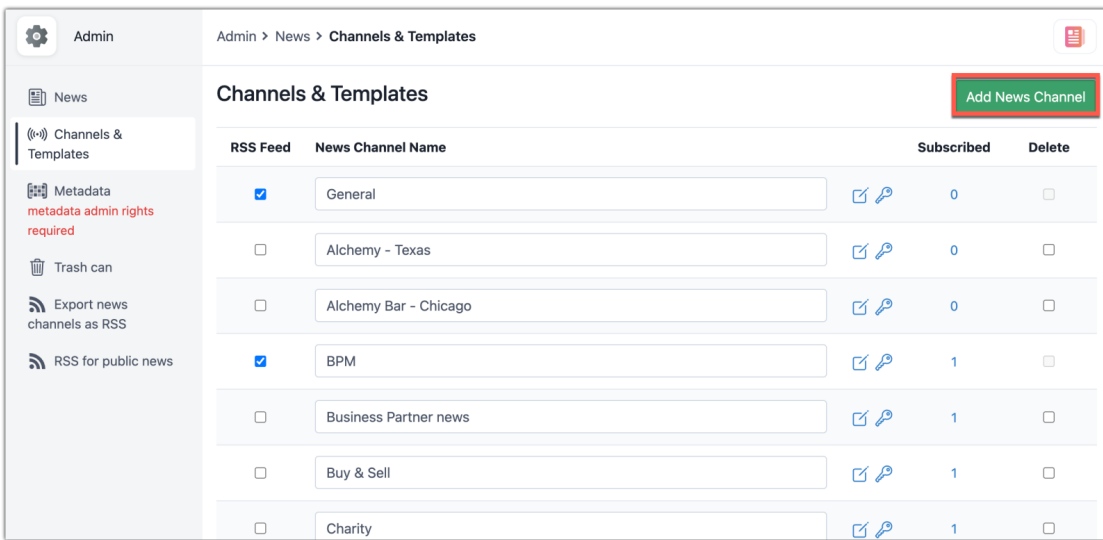 Admin
Admin > News > Channels & Templates
News
Channels &
Templates
Metadata
metadata admin rights
required
Trash can
Export news
channels as RSS
RSS for public news
Channels & Templates
Add News Channel
RSS Feed News Channel Name Subscribed Delete
General 0
Alchemy - Texas 0
Alchemy Bar - Chicago 0
BPM 1
Business Partner news 1
Buy & Sell 1
Charity 1